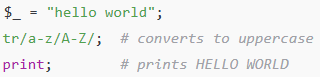 $_ = "hello world";
tr/a-z/A-Z/;  # converts to uppercase
print;        # prints HELLO WORLD